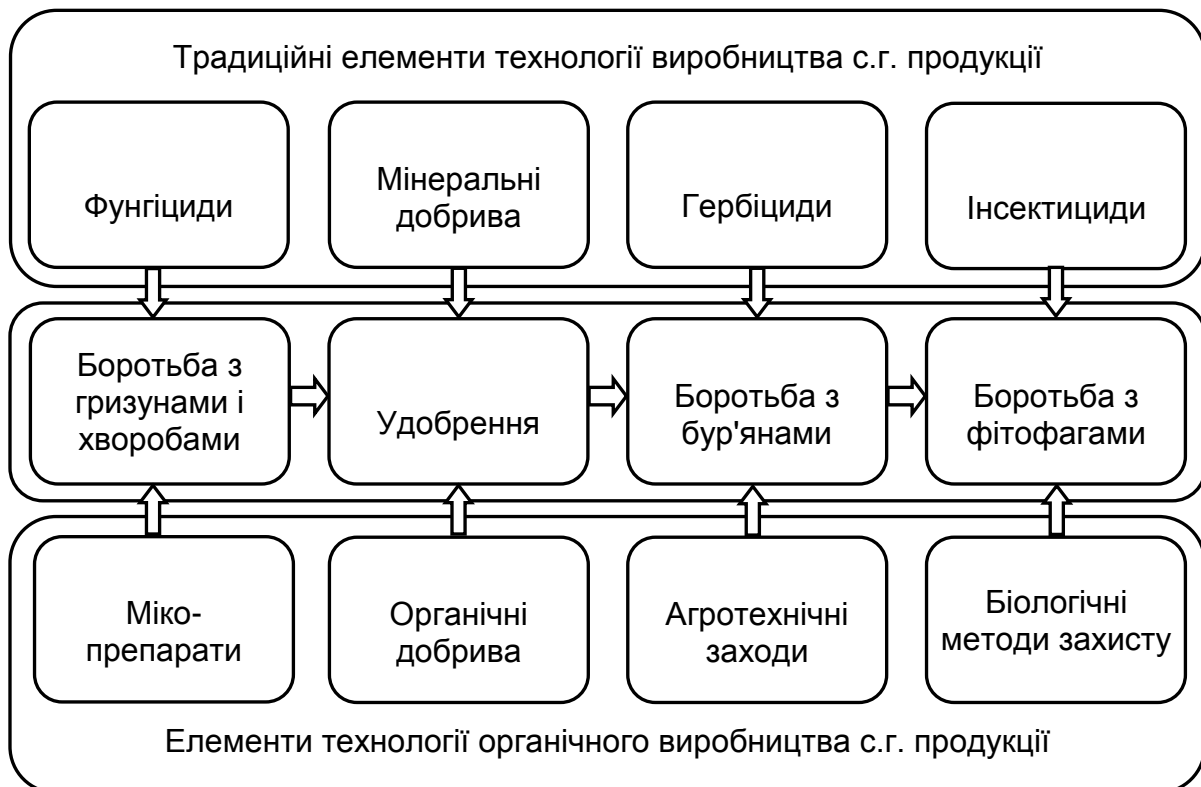 Традиційні елементи технології виробництва с.г. продукції
Фунгіциди
Мінеральні
добрива
Гербіциди
Інсектициди
Боротьба з
гризунами і
хворобами
Удобрення
Боротьба з
бур'янами
Боротьба з
фітофагами
Міко-
препарати
Органічні
добрива
Агротехнічні
заходи
Біологічні
методи захисту
Елементи технології органічного виробництва с.г. продукції